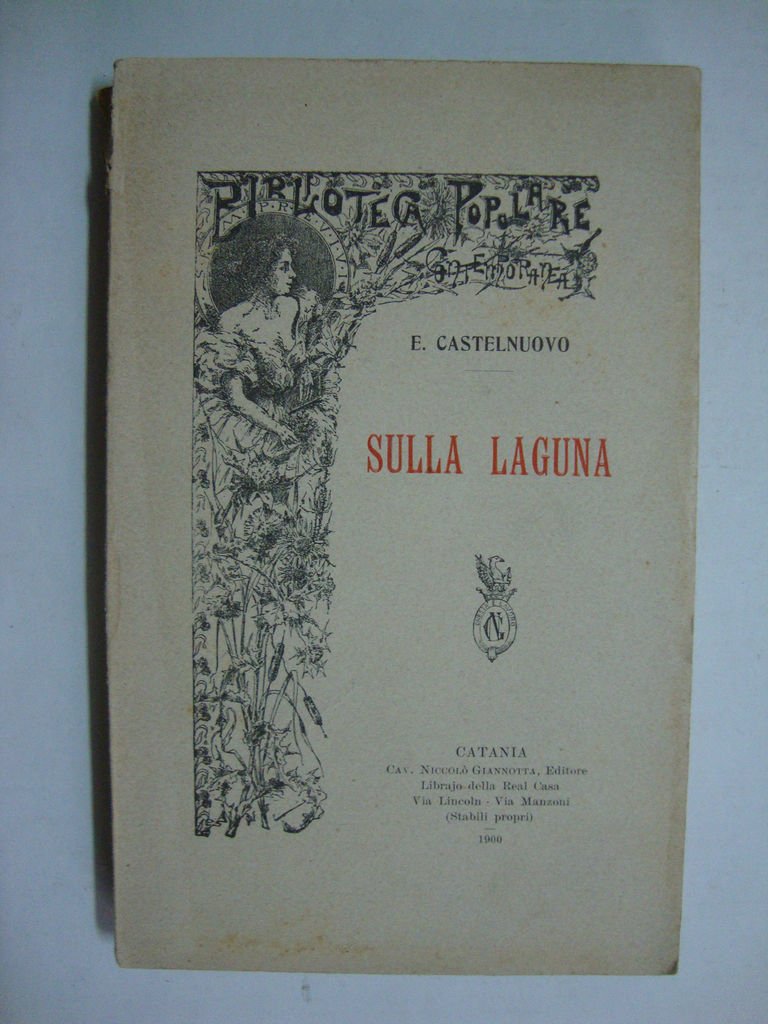 BIBLIOTECA POPOLARE
CONTEMPORANEA
E. CASTELNUOVO
SULLA LAGUNA
CATANIA
CAV. NICCOLÒ GIANNOTTA, Editore
Librajo della Real Casa
Via Lincoln - Via Manzoni
(Stabili propri)
1900